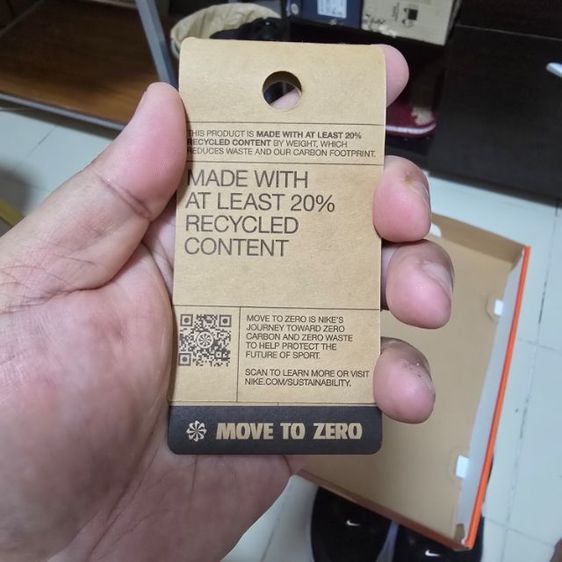 THIS PRODUCT IS MADE WITH AT LEAST 20%
RECYCLED CONTENT BY WEIGHT, WHICH
REDUCES WASTE AND OUR CARBON FOOTPRINT.
MADE WITH
AT LEAST 20%
RECYCLED
CONTENT
MOVE TO ZERO IS NIKE'S
JOURNEY TOWARD ZERO
CARBON AND ZERO WASTE
TO HELP PROTECT THE
FUTURE OF SPORT.
SCAN TO LEARN MORE OR VISIT
NIKE.COM/SUSTAINABILITY.
MOVE TO ZERO